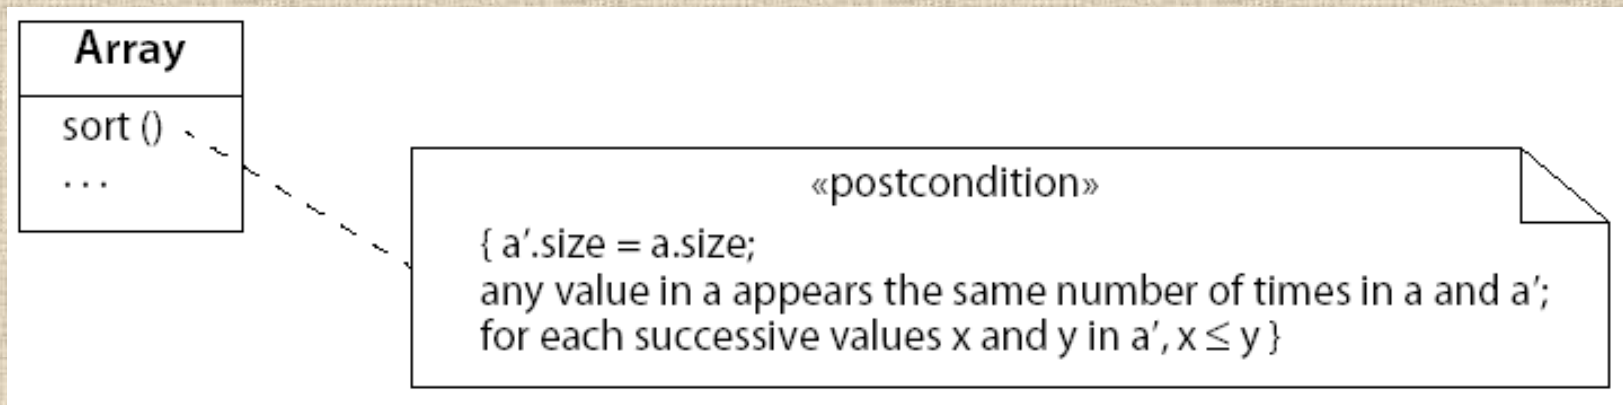 Array
sort ()
. . .
«postcondition»
{ a′.size = a.size;
any value in a appears the same number of times in a and a′;
for each successive values x and y in a′, x ≤ y }